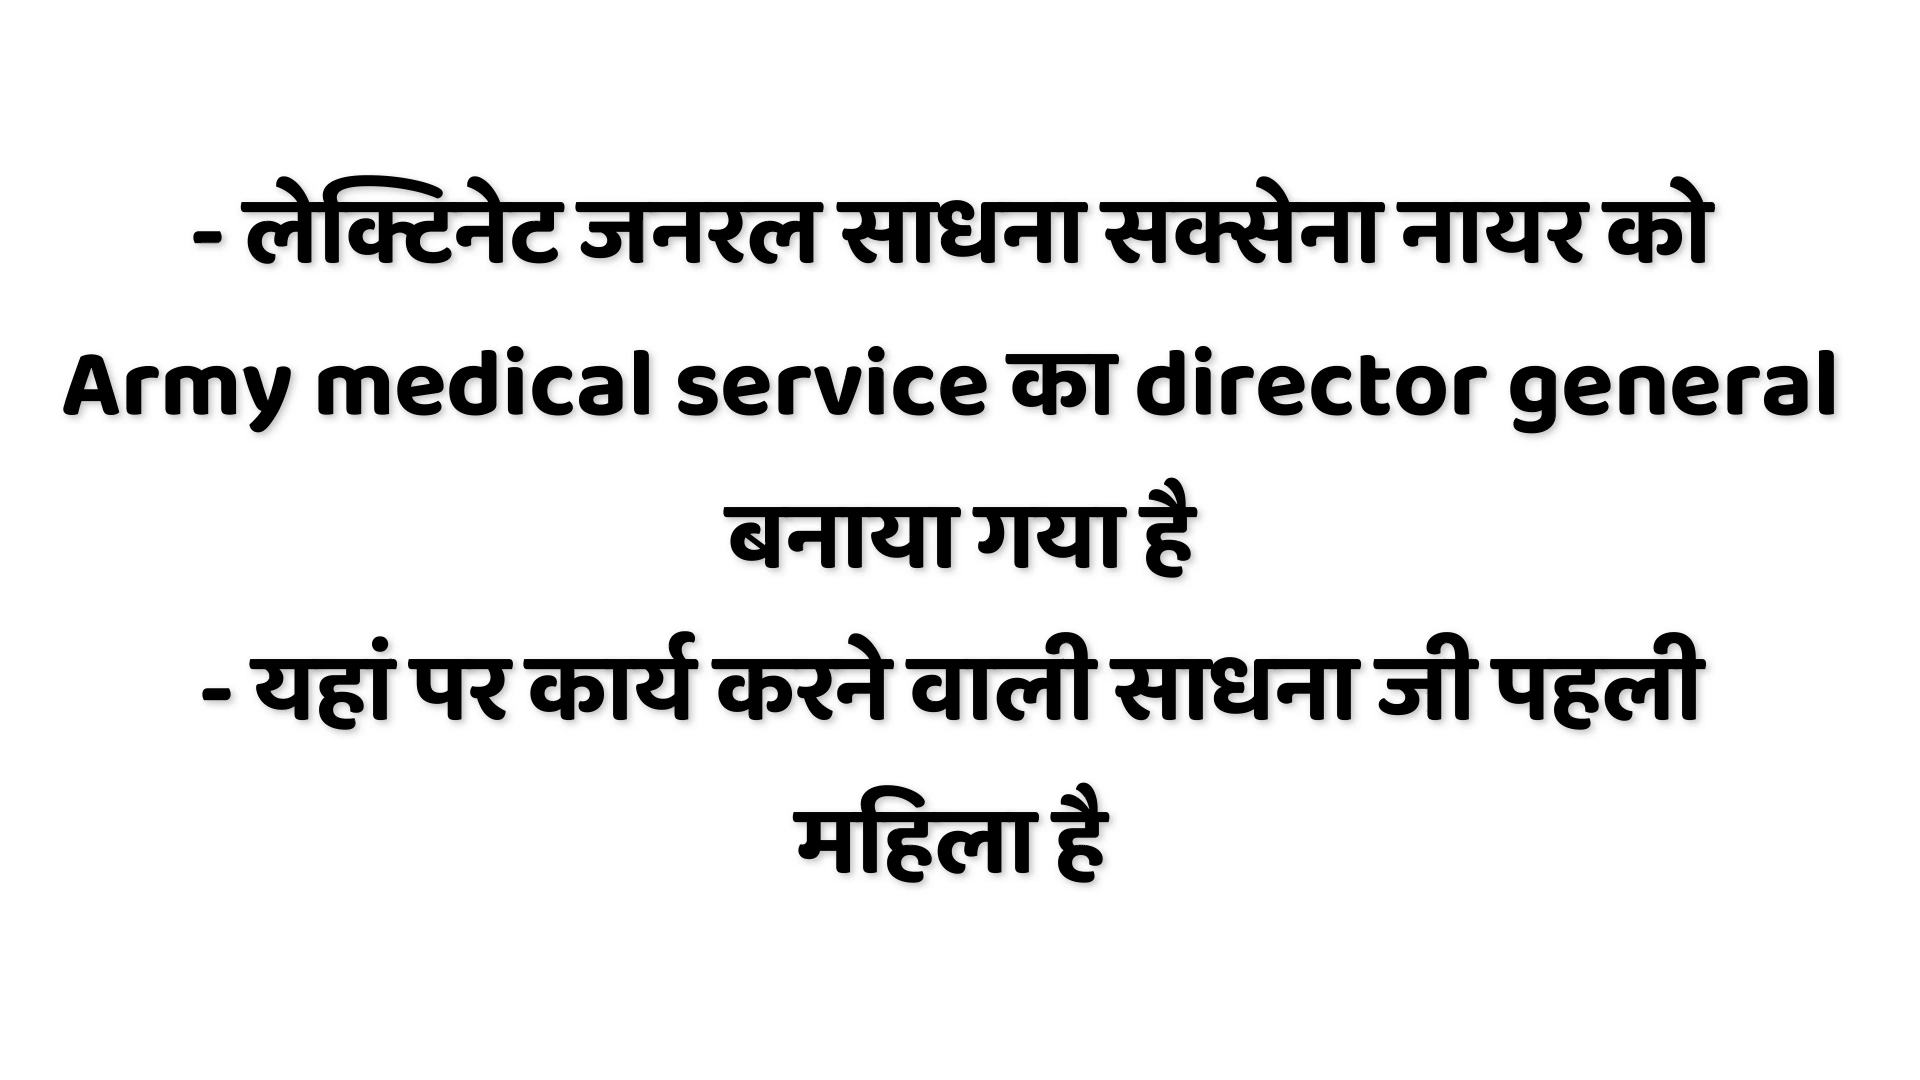 - लेक्टिनेट जनरल साधना सक्सेना नायर को
Army medical service का director general
बनाया गया है
- यहां पर कार्य करने वाली साधना जी पहली
महिला है